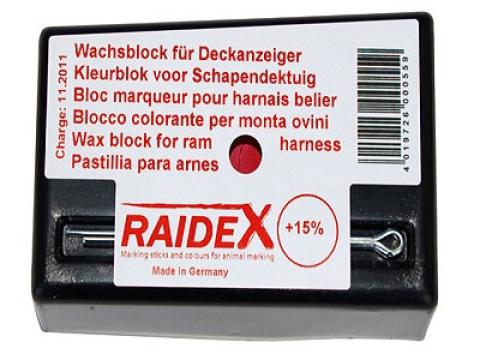 Wachsblock für Deckanzeiger
Kleurblok voor Schapendektuig
Bloc marqueur pour harnais belier
Blocco colorante per monta ovini
Wax block for ram harness
Pastillia para arnes
Charge: 11.2011
4 019726 000559
RAIDEX
+15%
Marking sticks and colours for animal marking
Made in Germany